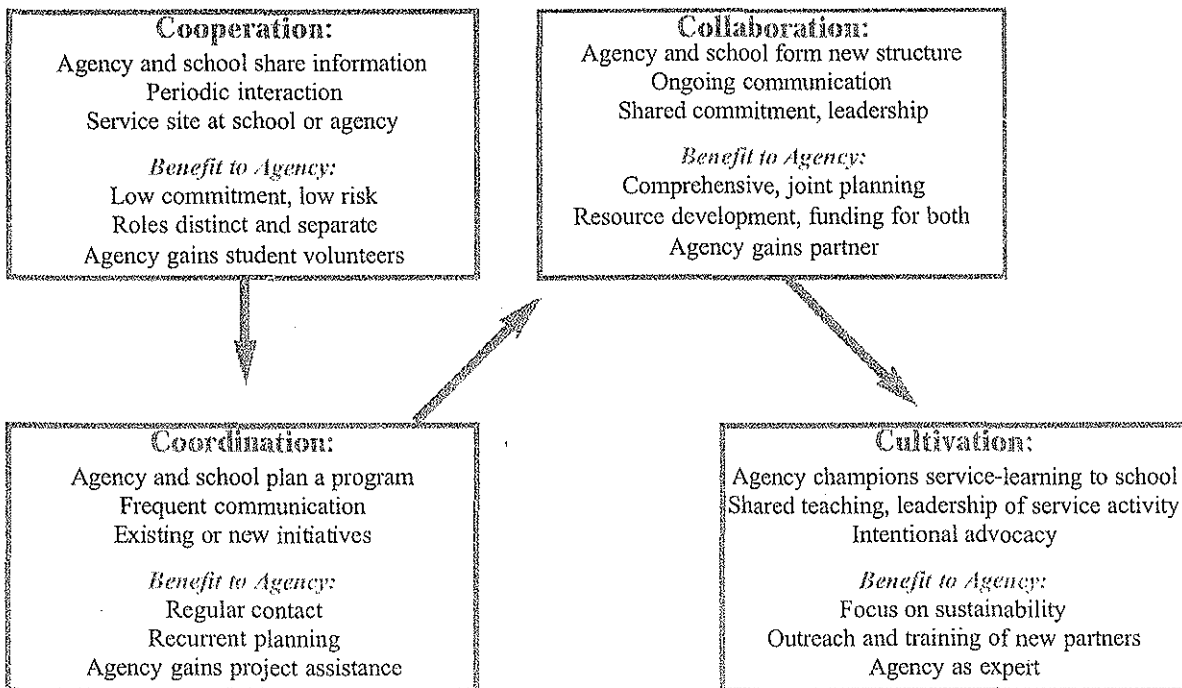 Cooperation:
Agency and school share information
Periodic interaction
Service site at school or agency
Benefit to Agency:
Low commitment, low risk
Roles distinct and separate
Agency gains student volunteers
Coordination:
Agency and school plan a program
Frequent communication
Existing or new initiatives
Benefit to Agency:
Regular contact
Recurrent planning
Agency gains project assistance
Collaboration:
Agency and school form new structure
Ongoing communication
Shared commitment, leadership
Benefit to Agency:
Comprehensive, joint planning
Resource development, funding for both
Agency gains partner
Cultivation:
Agency champions service-learning to school
Shared teaching, leadership of service activity
Intentional advocacy
Benefit to Agency:
Focus on sustainability
Outreach and training of new partners
Agency as expert